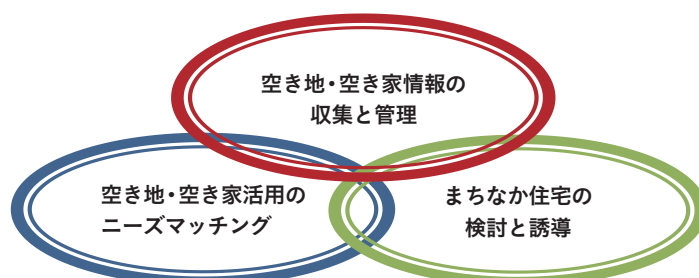 空き地・空き家情報の
収集と管理
空き地・空き家活用の
ニーズマッチング
まちなか住宅の
検討と誘導